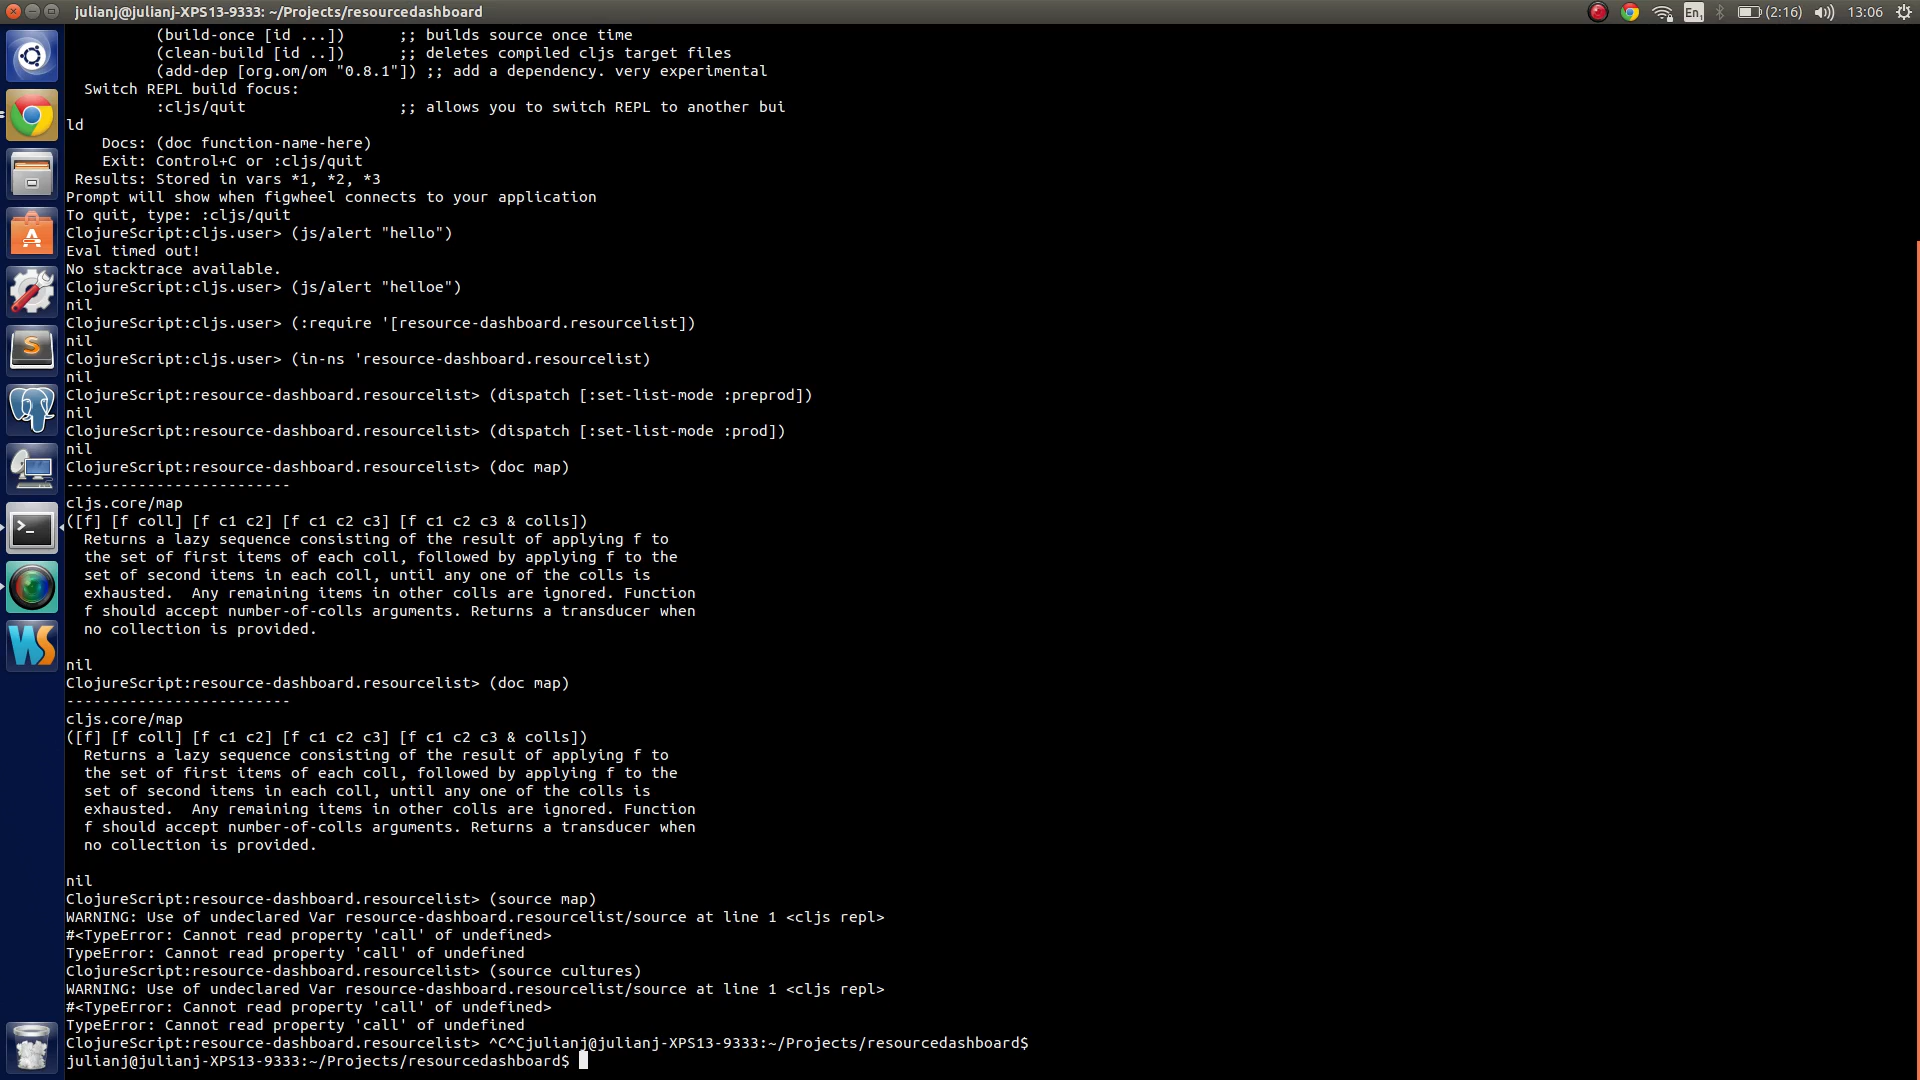 julianj@julianj-XPS13-9333: ~/Projects/resourcedashboard
En1
(2:16)
13:06
(build-once [id ...])      ;; builds source once time
(clean-build [id ..])      ;; deletes compiled cljs target files
(add-dep [org.om/om "0.8.1"]) ;; add a dependency. very experimental
Switch REPL build focus:
:cljs/quit                 ;; allows you to switch REPL to another bui
ld
Docs: (doc function-name-here)
Exit: Control+C or :cljs/quit
Results: Stored in vars *1, *2, *3
Prompt will show when figwheel connects to your application
To quit, type: :cljs/quit
ClojureScript:cljs.user> (js/alert "hello")
Eval timed out!
No stacktrace available.
ClojureScript:cljs.user> (js/alert "helloe")
nil
ClojureScript:cljs.user> (:require '[resource-dashboard.resourcelist])
nil
ClojureScript:cljs.user> (in-ns 'resource-dashboard.resourcelist)
nil
ClojureScript:resource-dashboard.resourcelist> (dispatch [:set-list-mode :preprod])
nil
ClojureScript:resource-dashboard.resourcelist> (dispatch [:set-list-mode :prod])
nil
ClojureScript:resource-dashboard.resourcelist> (doc map)
-------------------------
cljs.core/map
([f] [f coll] [f c1 c2] [f c1 c2 c3] [f c1 c2 c3 & colls])
Returns a lazy sequence consisting of the result of applying f to
the set of first items of each coll, followed by applying f to the
set of second items in each coll, until any one of the colls is
exhausted.  Any remaining items in other colls are ignored. Function
f should accept number-of-colls arguments. Returns a transducer when
no collection is provided.
nil
ClojureScript:resource-dashboard.resourcelist> (doc map)
-------------------------
cljs.core/map
([f] [f coll] [f c1 c2] [f c1 c2 c3] [f c1 c2 c3 & colls])
Returns a lazy sequence consisting of the result of applying f to
the set of first items of each coll, followed by applying f to the
set of second items in each coll, until any one of the colls is
exhausted.  Any remaining items in other colls are ignored. Function
f should accept number-of-colls arguments. Returns a transducer when
no collection is provided.
nil
ClojureScript:resource-dashboard.resourcelist> (source map)
WARNING: Use of undeclared Var resource-dashboard.resourcelist/source at line 1 <cljs repl>
#<TypeError: Cannot read property 'call' of undefined>
TypeError: Cannot read property 'call' of undefined
ClojureScript:resource-dashboard.resourcelist> (source cultures)
WARNING: Use of undeclared Var resource-dashboard.resourcelist/source at line 1 <cljs repl>
#<TypeError: Cannot read property 'call' of undefined>
TypeError: Cannot read property 'call' of undefined
ClojureScript:resource-dashboard.resourcelist> ^C^Cjulianj@julianj-XPS13-9333:~/Projects/resourcedashboard$
julianj@julianj-XPS13-9333:~/Projects/resourcedashboard$